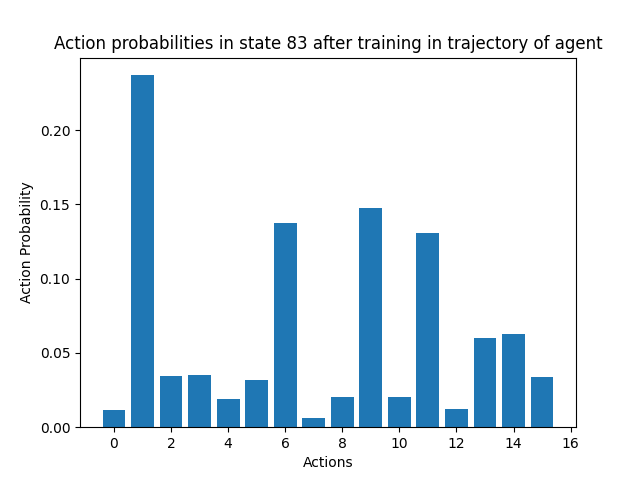 Action probabilities in state 83 after training in trajectory of agent
0.20
0.15
0.10
0.05
0.00
Action Probability
0 2 4 6 8 10 12 14 16
Actions